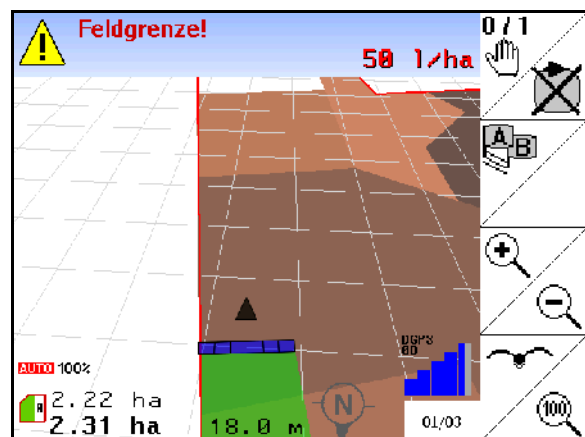 Feldgrenze!
50 l/ha
0 / 1
A
B
DGPS
GD
AUTO 100%
A
2.22 ha
2.31 ha
18.0 m
N
01/03
100